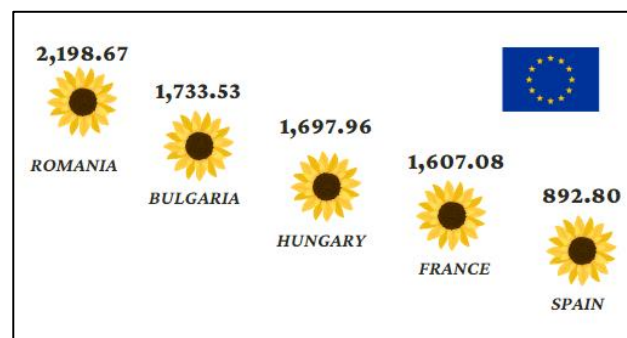 2,198.67
ROMANIA
1,733.53
BULGARIA
1,697.96
HUNGARY
1,607.08
FRANCE
892.80
SPAIN